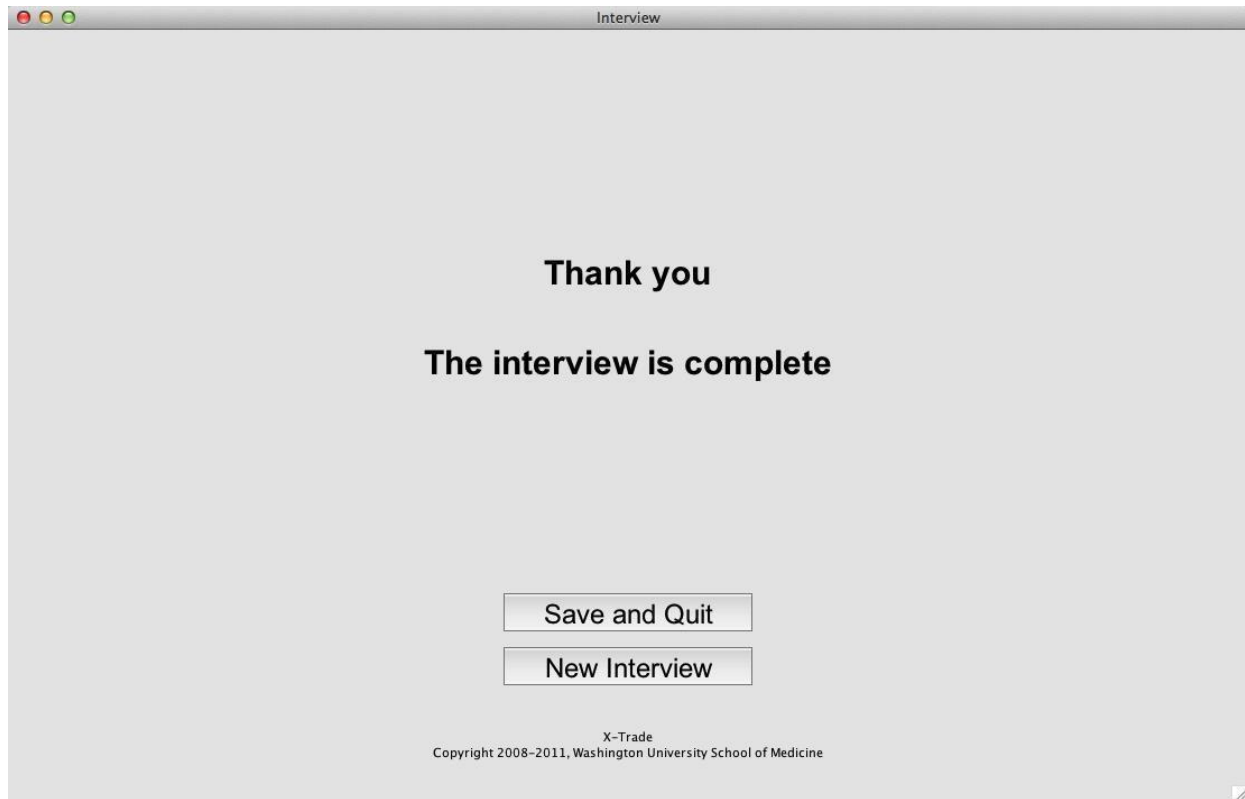 Interview
Thank you
The interview is complete
Save and Quit
New Interview
X-Trade
Copyright 2008-2011, Washington University School of Medicine